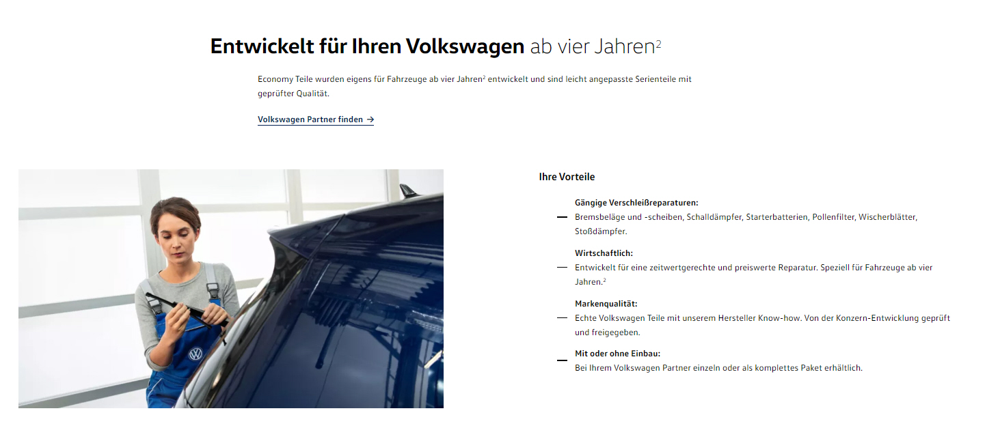 Entwickelt für Ihren Volkswagen ab vier Jahren²
Economy Teile wurden eigens für Fahrzeuge ab vier Jahren² entwickelt und sind leicht angepasste Serienteile mit
geprüfter Qualität.
Volkswagen Partner finden →
Ihre Vorteile
Gängige Verschleißreparaturen:
— Bremsbeläge und -scheiben, Schalldämpfer, Starterbatterien, Pollenfilter, Wischerblätter,
Stoßdämpfer.
Wirtschaftlich:
— Entwickelt für eine zeitwertgerechte und preiswerte Reparatur. Speziell für Fahrzeuge ab vier
Jahren.²
Markenqualität:
— Echte Volkswagen Teile mit unserem Hersteller Know-how. Von der Konzern-Entwicklung geprüft
und freigegeben.
— Mit oder ohne Einbau:
Bei Ihrem Volkswagen Partner einzeln oder als komplettes Paket erhältlich.
VW